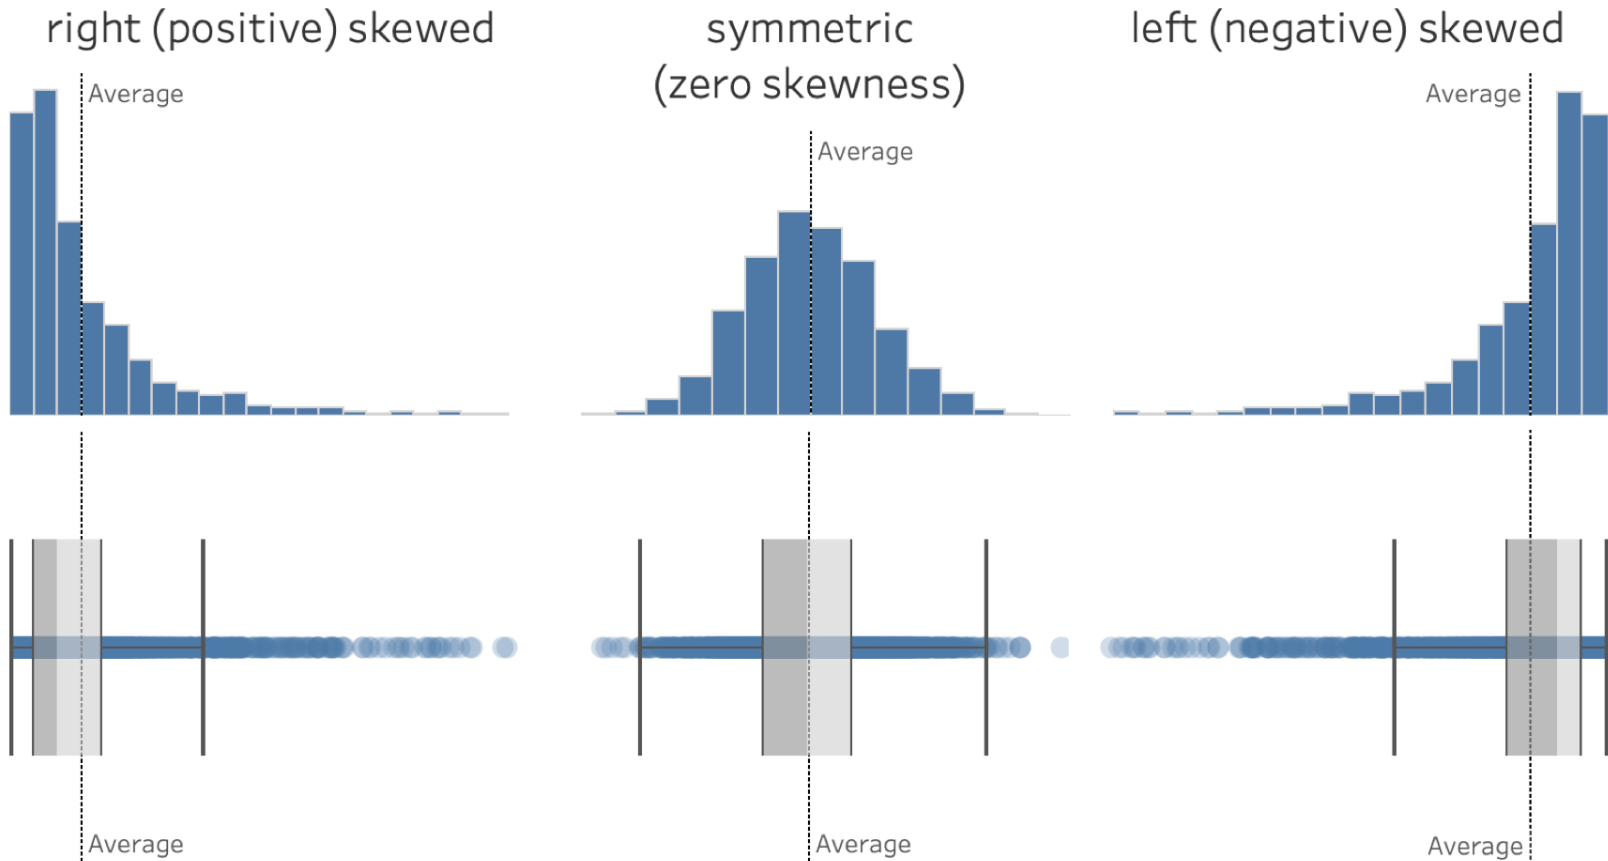 right (positive) skewed
symmetric
(zero skewness)
left (negative) skewed
Average
Average
Average
Average
Average
Average